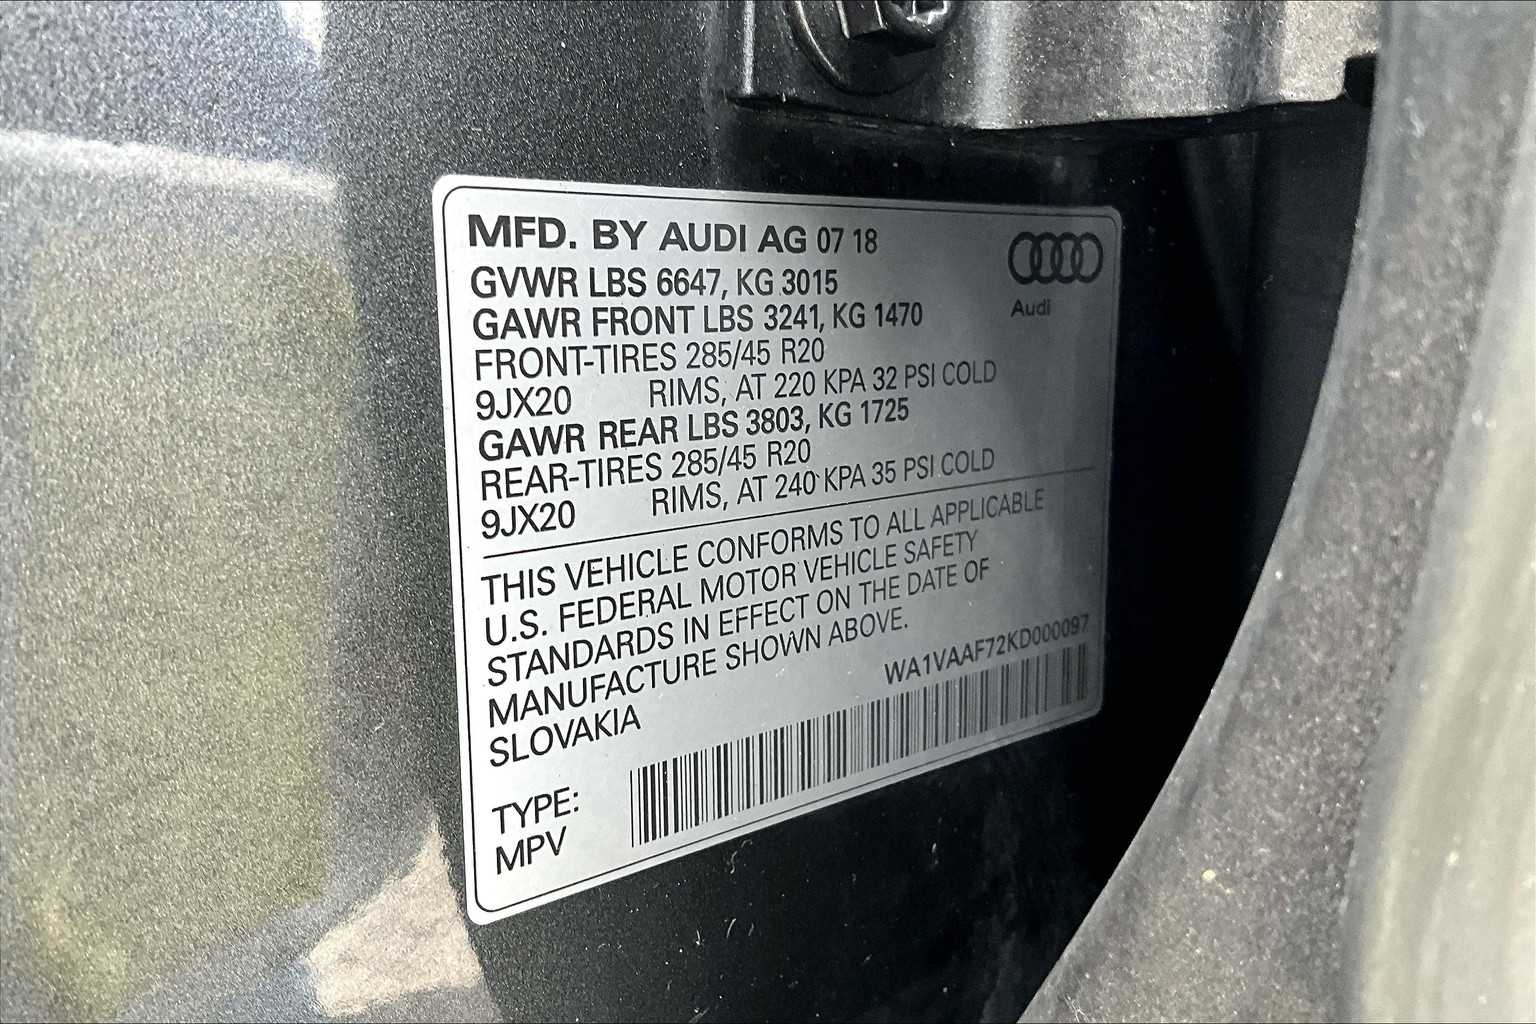 MFD. BY AUDI AG 07 18
GVWR LBS 6647, KG 3015
GAWR FRONT LBS 3241, KG 1470
FRONT-TIRES 285/45 R20
9JX20 RIMS, AT 220 KPA 32 PSI COLD
GAWR REAR LBS 3803, KG 1725
REAR-TIRES 285/45 R20
9JX20 RIMS, AT 240 KPA 35 PSI COLD
Audi
THIS VEHICLE CONFORMS TO ALL APPLICABLE
U.S. FEDERAL MOTOR VEHICLE SAFETY
STANDARDS IN EFFECT ON THE DATE OF
MANUFACTURE SHOWN ABOVE.
SLOVAKIA
WA1VAAF72KD000097
TYPE:
MPV